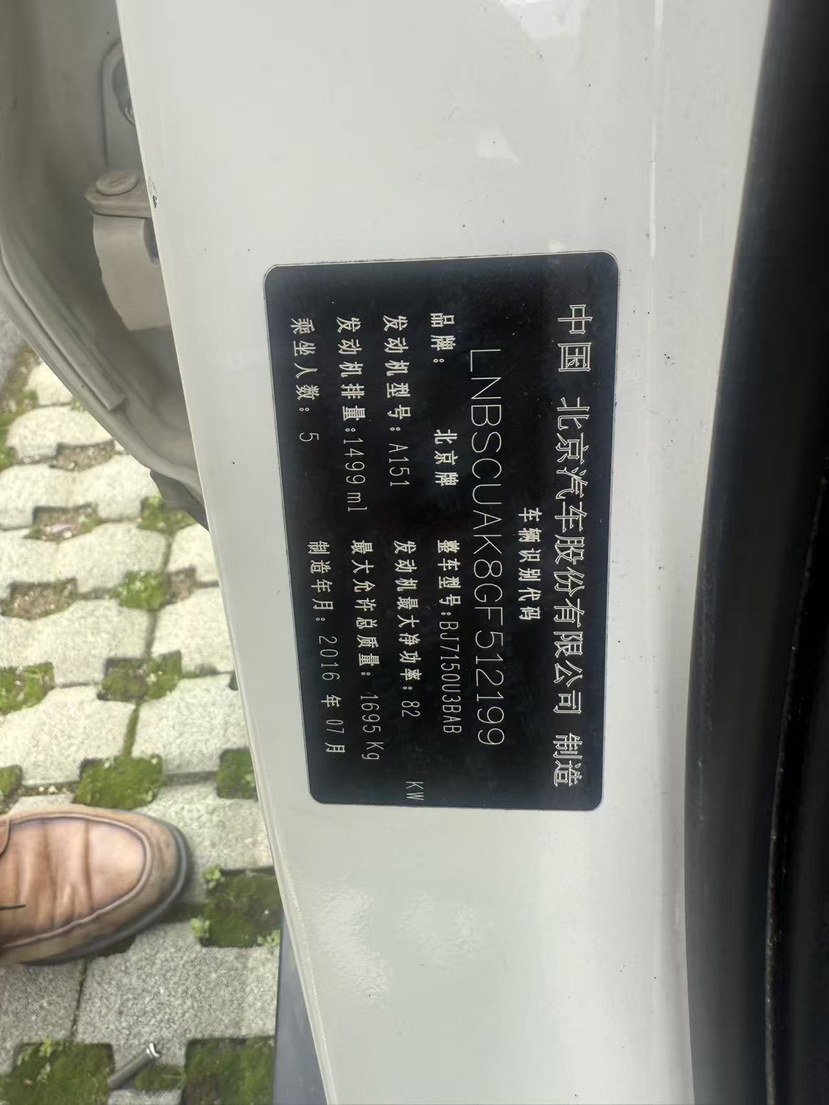 中国 北京汽车股份有限公司 制造
车辆识别代码
LNBSCUAK8GF512199
品牌: 北京牌 整车型号:BJ7150U3BAB
发动机型号:A151 发动机最大净功率:82 KW
发动机排量:1499ml 最大允许总质量: 1695Kg
乘坐人数: 5 制造年月: 2016 年 07月